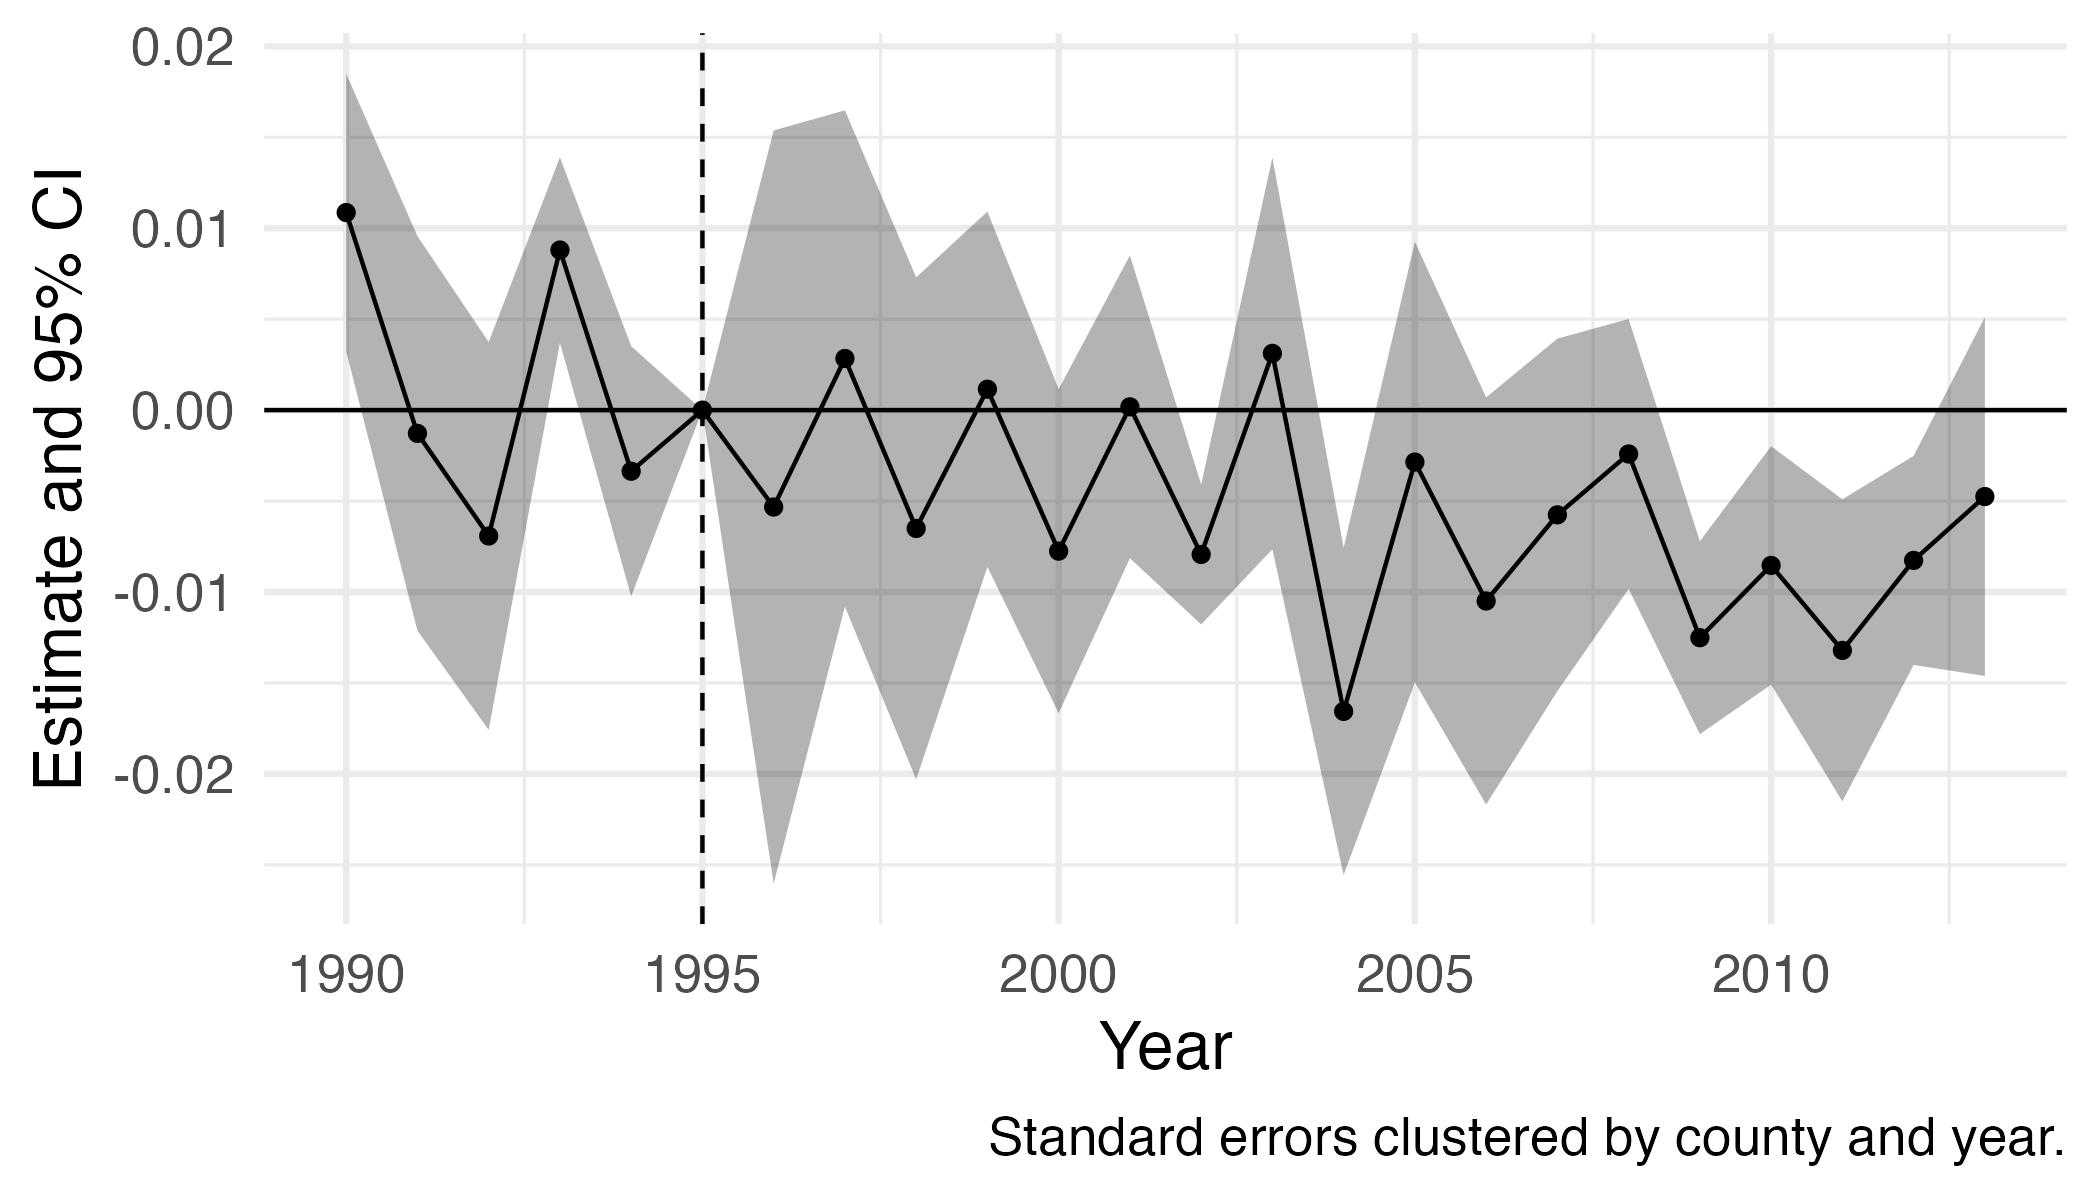 Estimate and 95% CI
0.02
0.01
0.00
-0.01
-0.02
1990 1995 2000 2005 2010
Year
Standard errors clustered by county and year.